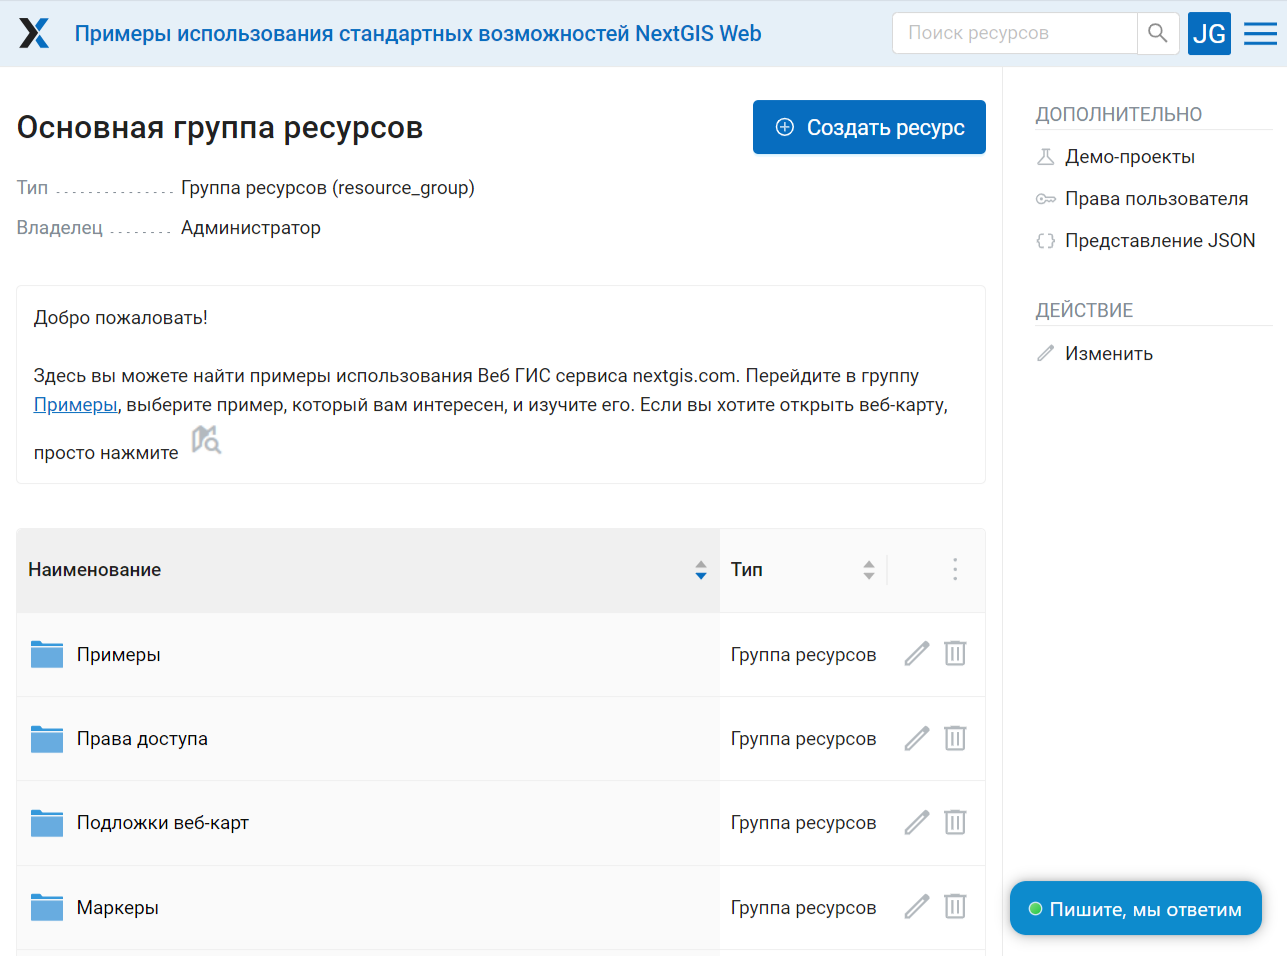 Примеры использования стандартных возможностей NextGIS Web
Поиск ресурсов
JG
Основная группа ресурсов
Создать ресурс
Тип
Группа ресурсов (resource_group)
Владелец
Администратор
Добро пожаловать!
Здесь вы можете найти примеры использования Веб ГИС сервиса nextgis.com. Перейдите в группу
Примеры, выберите пример, который вам интересен, и изучите его. Если вы хотите открыть веб-карту,
просто нажмите
Наименование
Тип
Примеры
Группа ресурсов
Права доступа
Группа ресурсов
Подложки веб-карт
Группа ресурсов
Маркеры
Группа ресурсов
ДОПОЛНИТЕЛЬНО
Демо-проекты
Права пользователя
Представление JSON
ДЕЙСТВИЕ
Изменить
Пишите, мы ответим